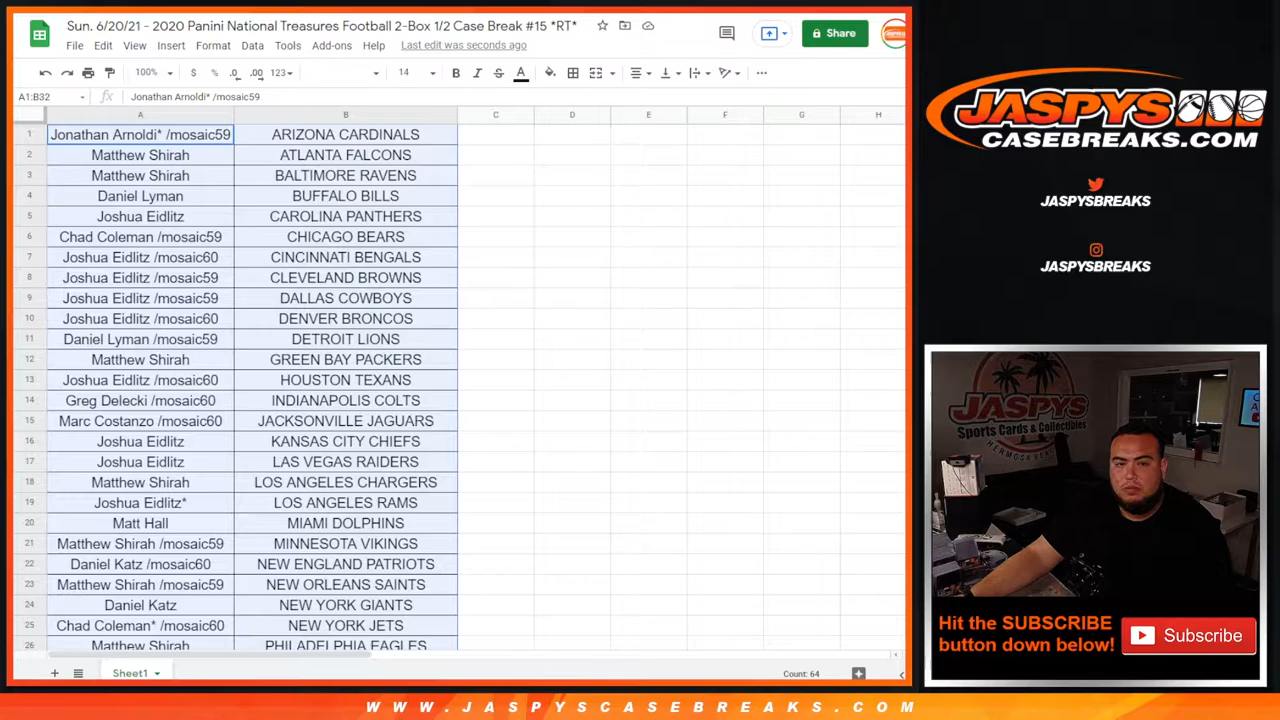 Sun. 6/20/21 - 2020 Panini National Treasures Football 2-Box 1/2 Case Break #15 *RT*
File Edit View Insert Format Data Tools Add-ons Help Last edit was seconds ago
Share
100% $ % .0 .00 123 14 B I S A
A1:B32 fx Jonathan Arnoldi* /mosaic59
A B C D E F G H
1 Jonathan Arnoldi* /mosaic59 ARIZONA CARDINALS
2 Matthew Shirah ATLANTA FALCONS
3 Matthew Shirah BALTIMORE RAVENS
4 Daniel Lyman BUFFALO BILLS
5 Joshua Eidlitz CAROLINA PANTHERS
6 Chad Coleman /mosaic59 CHICAGO BEARS
7 Joshua Eidlitz /mosaic60 CINCINNATI BENGALS
8 Joshua Eidlitz /mosaic59 CLEVELAND BROWNS
9 Joshua Eidlitz /mosaic59 DALLAS COWBOYS
10 Joshua Eidlitz /mosaic60 DENVER BRONCOS
11 Daniel Lyman /mosaic59 DETROIT LIONS
12 Matthew Shirah GREEN BAY PACKERS
13 Joshua Eidlitz /mosaic60 HOUSTON TEXANS
14 Greg Delecki /mosaic60 INDIANAPOLIS COLTS
15 Marc Costanzo /mosaic60 JACKSONVILLE JAGUARS
16 Joshua Eidlitz KANSAS CITY CHIEFS
17 Joshua Eidlitz LAS VEGAS RAIDERS
18 Matthew Shirah LOS ANGELES CHARGERS
19 Joshua Eidlitz* LOS ANGELES RAMS
20 Matt Hall MIAMI DOLPHINS
21 Matthew Shirah /mosaic59 MINNESOTA VIKINGS
22 Daniel Katz /mosaic60 NEW ENGLAND PATRIOTS
23 Matthew Shirah /mosaic59 NEW ORLEANS SAINTS
24 Daniel Katz NEW YORK GIANTS
25 Chad Coleman* /mosaic60 NEW YORK JETS
26 Matthew Shirah PHILADELPHIA EAGLES
Sheet1
Count: 64
JASPYS
CASEBREAKS.COM
JASPYSBREAKS
JASPYSBREAKS
JASPYS
Sports Cards & Collectibles
HERMOSA BEACH
Hit the SUBSCRIBE
button down below!
Subscribe
WWW.JASPYSCASEBREAKS.COM